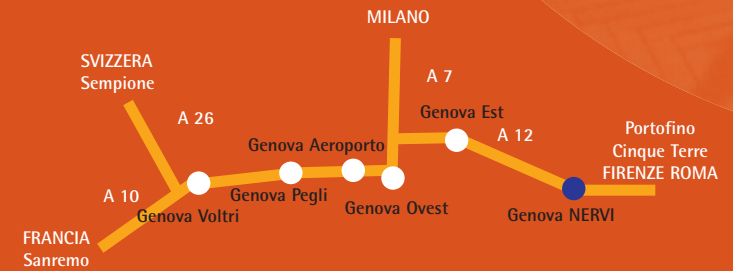 MILANO
SVIZZERA
Sempione
A 7
A 26
Genova Est
Genova Aeroporto
A 12
Portofino
Cinque Terre
FIRENZE ROMA
A 10
Genova Pegli
Genova Voltri
Genova Ovest
Genova NERVI
FRANCIA
Sanremo